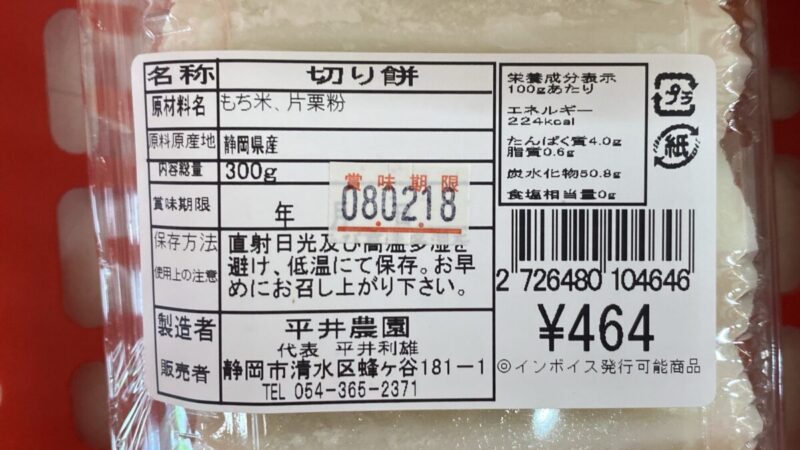 名称 切り餅
原材料名 もち米、片栗粉
原料原産地 静岡県産
内容総量 300g
賞味期限 年
賞味期限
08.02.18
保存方法 直射日光及び高温多湿を
使用上の注意 避け、低温にて保存。お早
めにお召し上がり下さい。
製造者 平井農園
代表 平井利雄
販売者 静岡市清水区蜂ヶ谷181-1
TEL 054-365-2371
栄養成分表示
100gあたり
エネルギー
224kcal
たんぱく質4.0g
脂質0.6g
炭水化物50.8g
食塩相当量0g
プラ
紙
2 726480 104646
¥464
◎インボイス発行可能商品